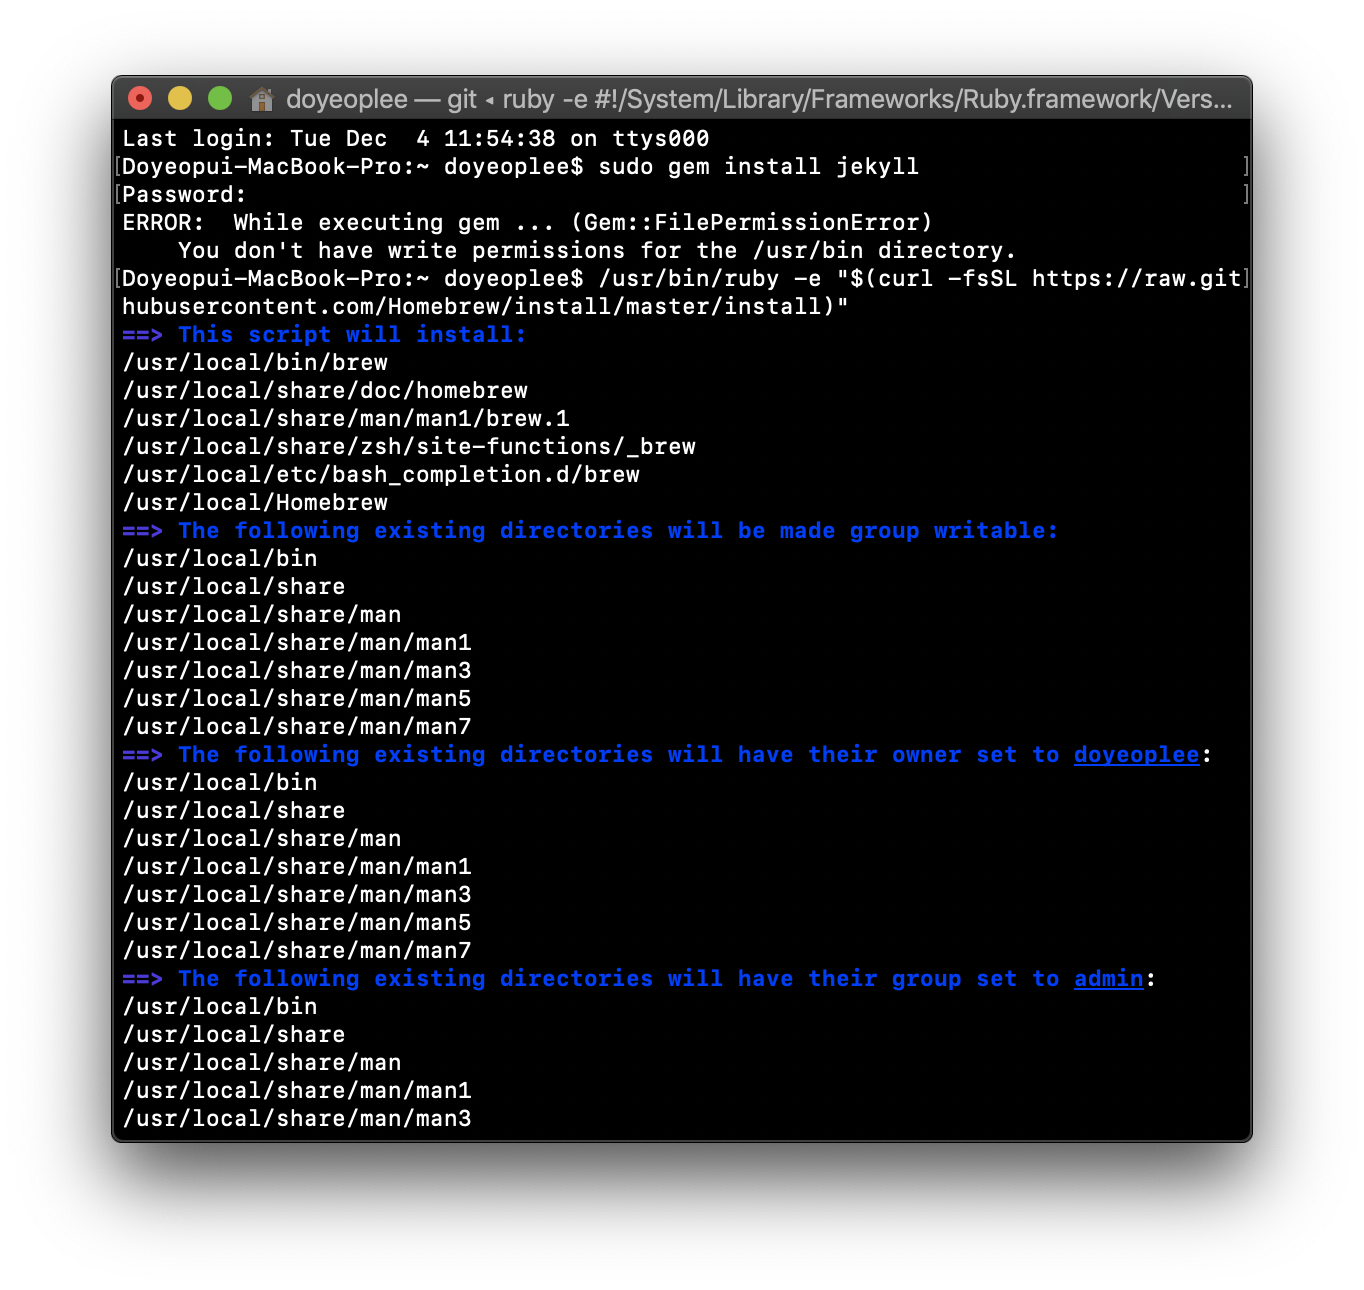 doyeoplee — git ◂ ruby -e #!/System/Library/Frameworks/Ruby.framework/Vers...
Last login: Tue Dec  4 11:54:38 on ttys000
[Doyeopui-MacBook-Pro:~ doyeoplee$ sudo gem install jekyll ]
[Password: ]
ERROR:  While executing gem ... (Gem::FilePermissionError)
    You don't have write permissions for the /usr/bin directory.
[Doyeopui-MacBook-Pro:~ doyeoplee$ /usr/bin/ruby -e "$(curl -fsSL https://raw.git]
hubusercontent.com/Homebrew/install/master/install)"
==> This script will install:
/usr/local/bin/brew
/usr/local/share/doc/homebrew
/usr/local/share/man/man1/brew.1
/usr/local/share/zsh/site-functions/_brew
/usr/local/etc/bash_completion.d/brew
/usr/local/Homebrew
==> The following existing directories will be made group writable:
/usr/local/bin
/usr/local/share
/usr/local/share/man
/usr/local/share/man/man1
/usr/local/share/man/man3
/usr/local/share/man/man5
/usr/local/share/man/man7
==> The following existing directories will have their owner set to doyeoplee:
/usr/local/bin
/usr/local/share
/usr/local/share/man
/usr/local/share/man/man1
/usr/local/share/man/man3
/usr/local/share/man/man5
/usr/local/share/man/man7
==> The following existing directories will have their group set to admin:
/usr/local/bin
/usr/local/share
/usr/local/share/man
/usr/local/share/man/man1
/usr/local/share/man/man3